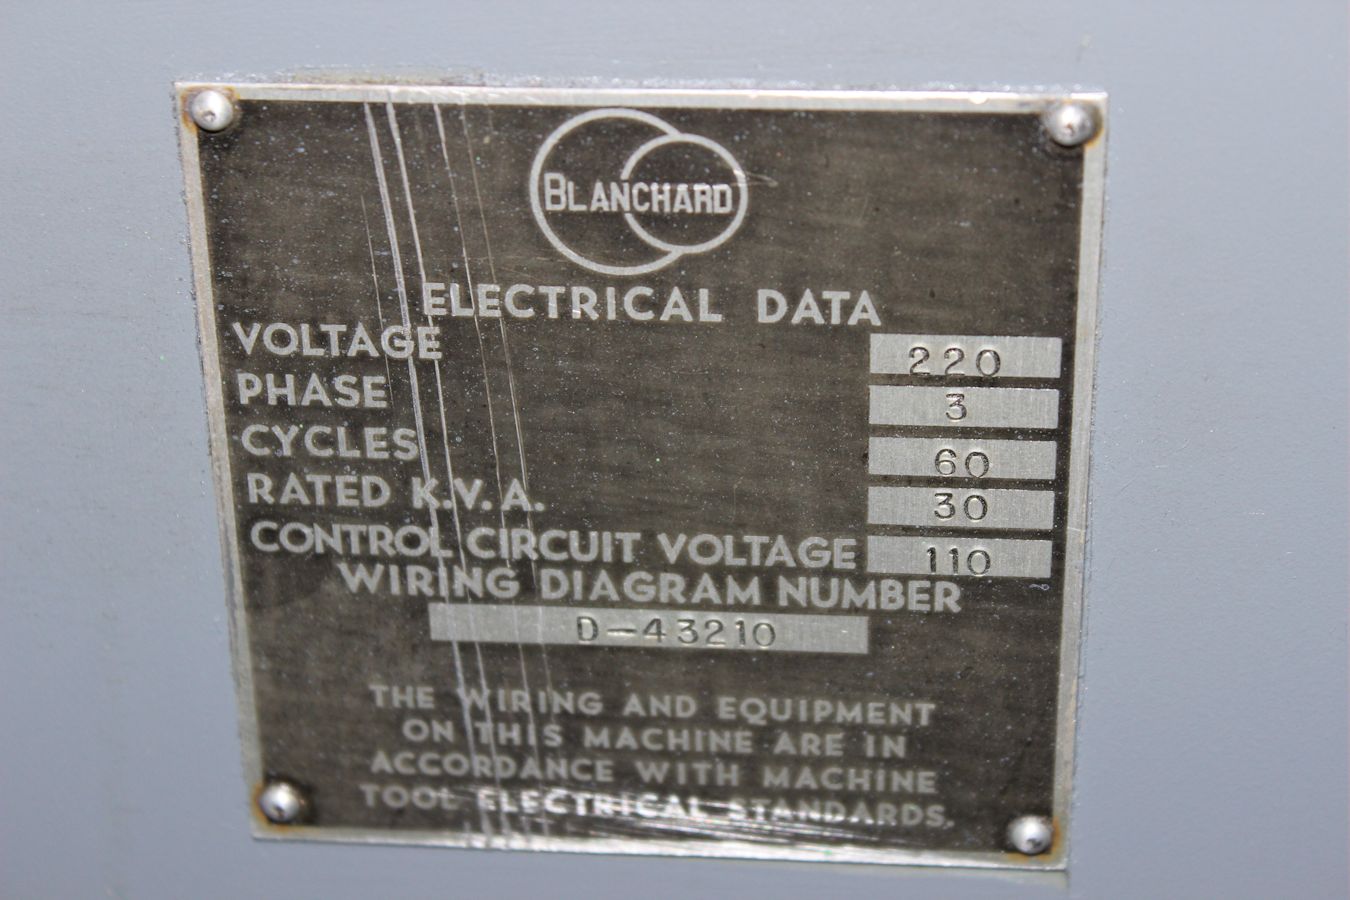 BLANCHARD
ELECTRICAL DATA
VOLTAGE 220
PHASE 3
CYCLES 60
RATED K.V.A. 30
CONTROL CIRCUIT VOLTAGE 110
WIRING DIAGRAM NUMBER
D-43210
THE WIRING AND EQUIPMENT
ON THIS MACHINE ARE IN
ACCORDANCE WITH MACHINE
TOOL ELECTRICAL STANDARDS.